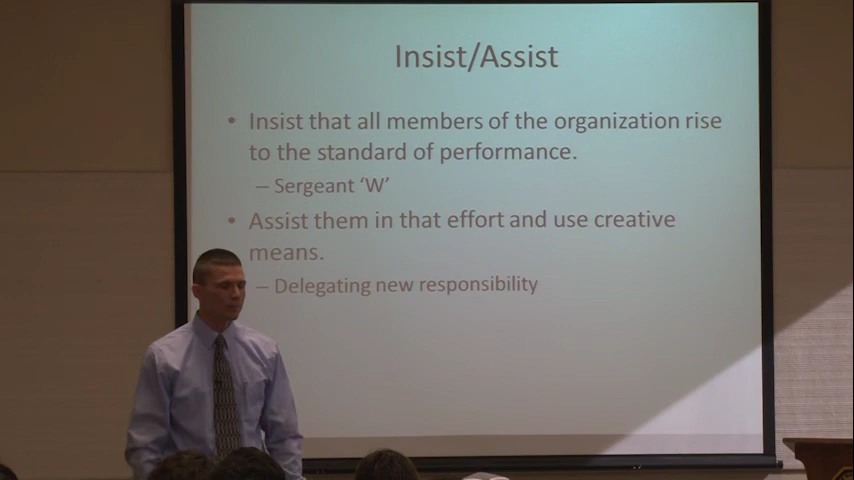 Insist/Assist
• Insist that all members of the organization rise
to the standard of performance.
– Sergeant ‘W’
• Assist them in that effort and use creative
means.
– Delegating new responsibility